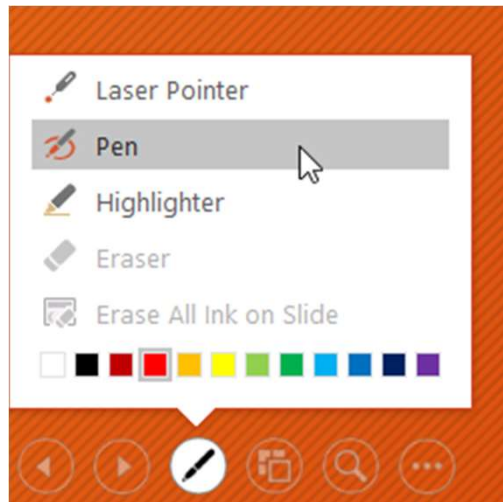 Laser Pointer
Pen
Highlighter
Eraser
Erase All Ink on Slide